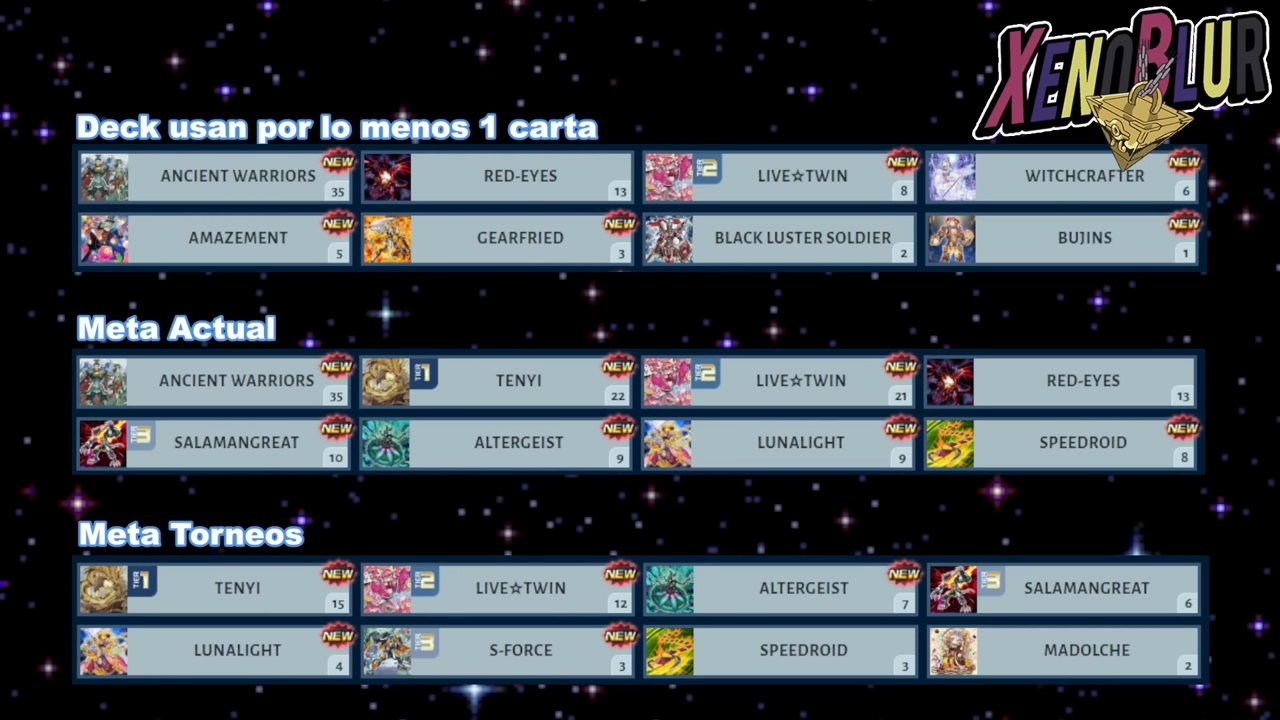 XENOBLUR
Deck usan por lo menos 1 carta
ANCIENT WARRIORS NEW 35
RED-EYES 13
TIER 2 LIVE☆TWIN NEW 8
WITCHCRAFTER NEW 6
AMAZEMENT NEW 5
GEARFRIED NEW 3
BLACK LUSTER SOLDIER 2
BUJINS NEW 1
Meta Actual
ANCIENT WARRIORS NEW 35
TIER 1 TENYI NEW 22
TIER 2 LIVE☆TWIN NEW 21
RED-EYES 13
TIER 3 SALAMANGREAT NEW 10
ALTERGEIST NEW 9
LUNALIGHT NEW 9
SPEEDROID NEW 8
Meta Torneos
TIER 1 TENYI NEW 15
TIER 2 LIVE☆TWIN NEW 12
ALTERGEIST NEW 7
TIER 3 SALAMANGREAT 6
LUNALIGHT NEW 4
TIER 3 S-FORCE NEW 3
SPEEDROID 3
MADOLCHE 2